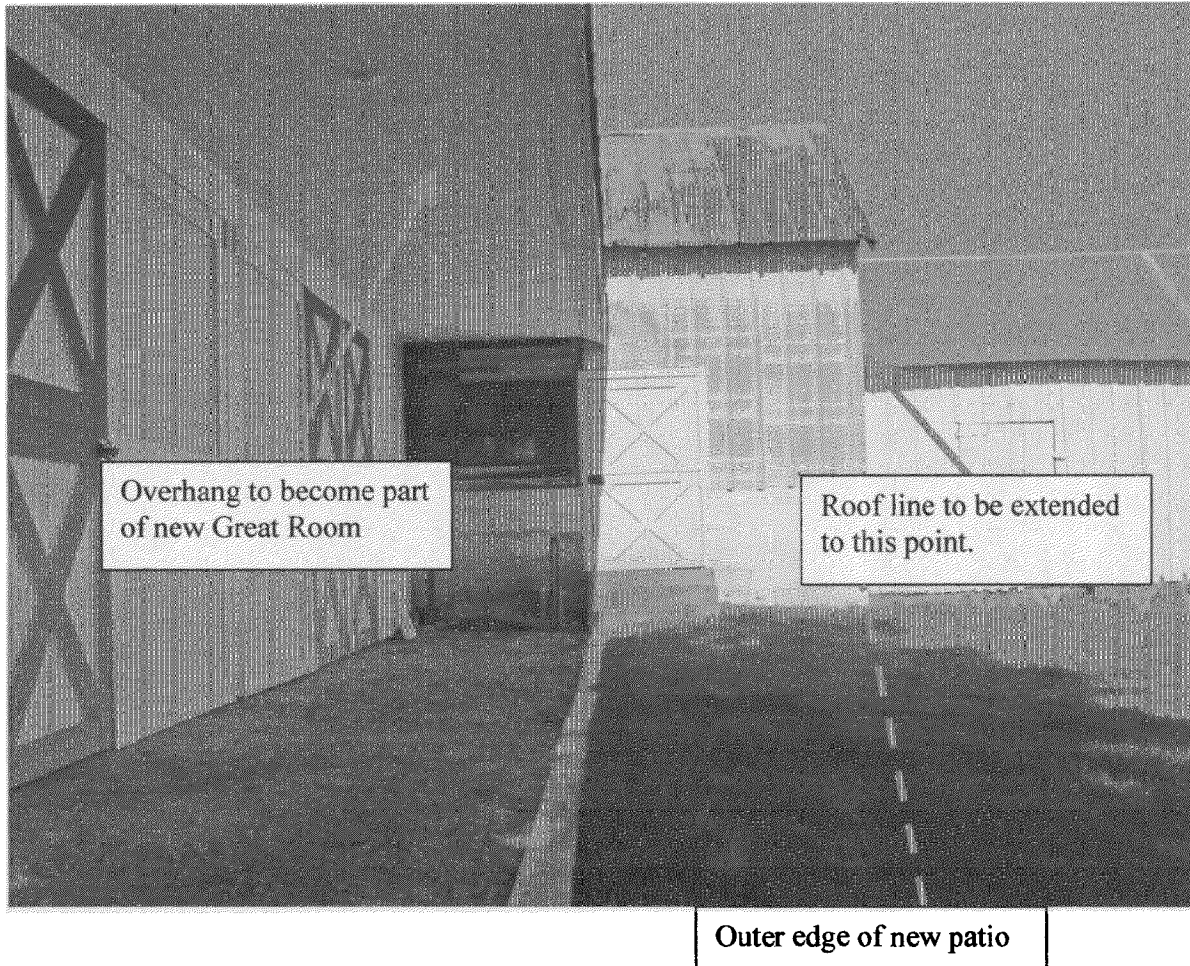 Overhang to become part
of new Great Room
Roof line to be extended
to this point.
Outer edge of new patio